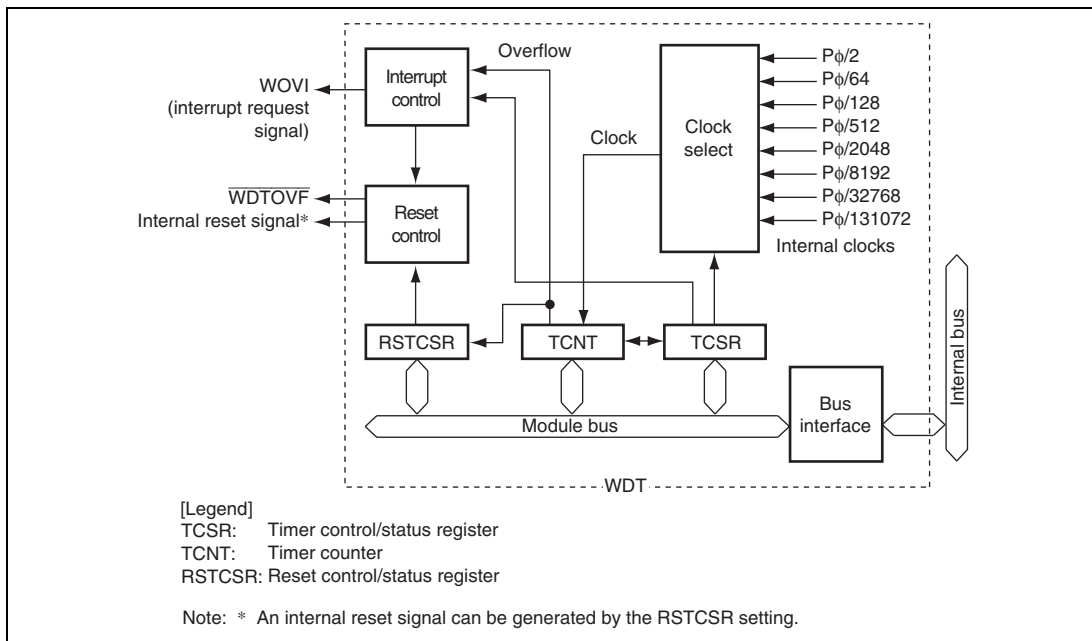 Overflow
Interrupt
control
WOVI
(interrupt request
signal)
Clock
Clock
select
Pϕ/2
Pϕ/64
Pϕ/128
Pϕ/512
Pϕ/2048
Pϕ/8192
Pϕ/32768
Pϕ/131072
Internal clocks
WDTOVF
Internal reset signal*
Reset
control
RSTCSR
TCNT
TCSR
Module bus
Bus
interface
Internal bus
WDT
[Legend]
TCSR: Timer control/status register
TCNT: Timer counter
RSTCSR: Reset control/status register
Note: * An internal reset signal can be generated by the RSTCSR setting.